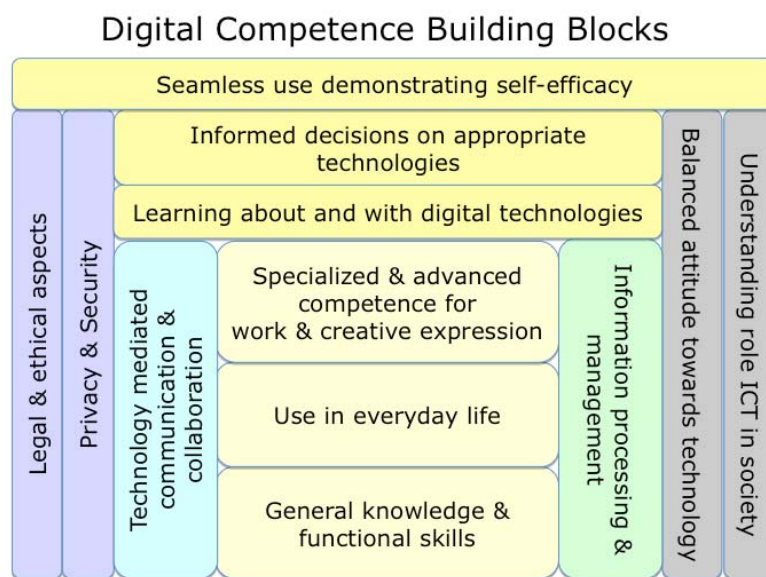 Digital Competence Building Blocks
Seamless use demonstrating self-efficacy
Legal & ethical aspects
Privacy & Security
Informed decisions on appropriate
technologies
Learning about and with digital technologies
Technology mediated
communication &
collaboration
Specialized & advanced
competence for
work & creative expression
Use in everyday life
General knowledge &
functional skills
Information processing &
management
Balanced attitude towards technology
Understanding role ICT in society